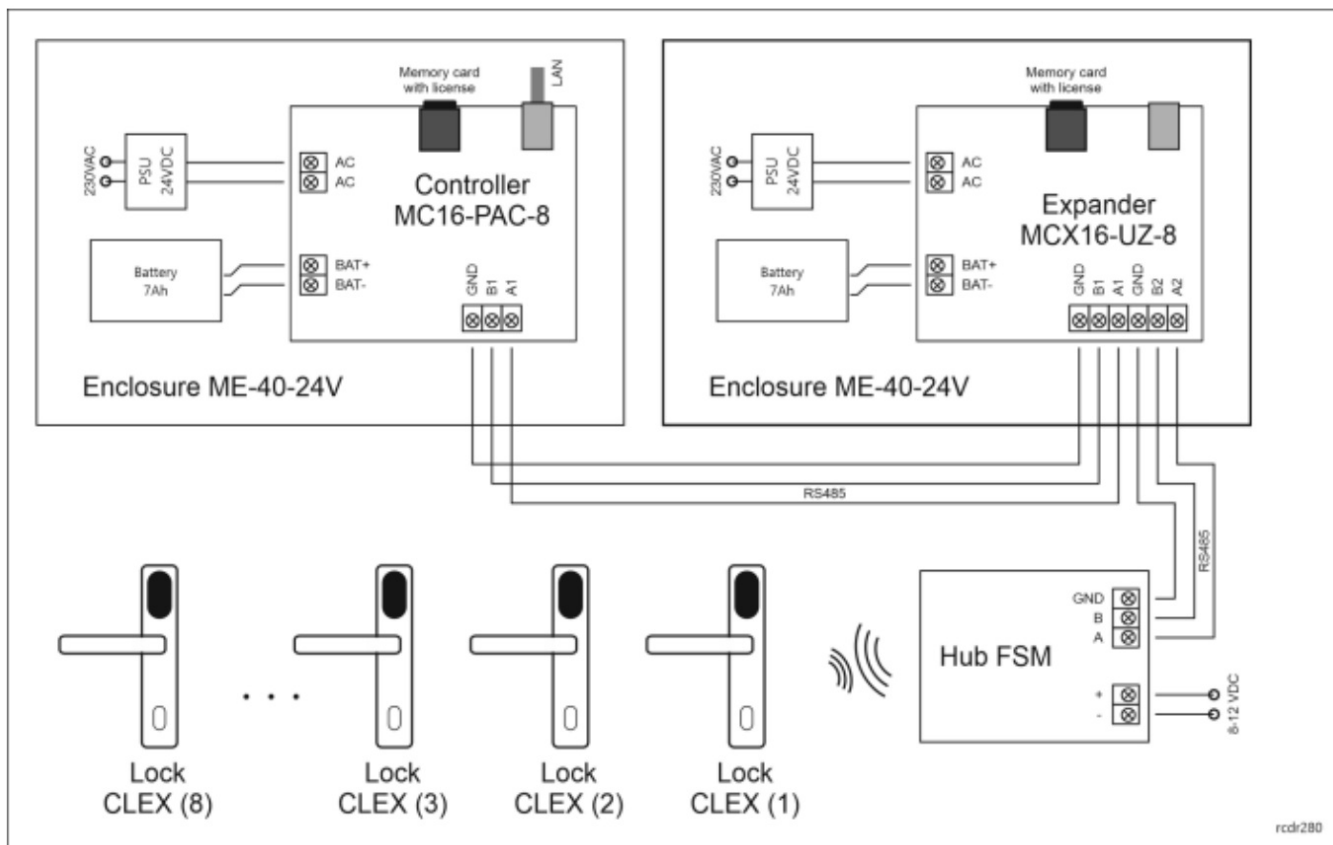 Memory card
with license
LAN
230VAC
PSU
24VDC
AC
AC
Controller
MC16-PAC-8
Battery
7Ah
BAT+
BAT-
GND
B1
A1
Enclosure ME-40-24V
Memory card
with license
230VAC
PSU
24VDC
AC
AC
Expander
MCX16-UZ-8
Battery
7Ah
BAT+
BAT-
GND
B1
A1
GND
B2
A2
Enclosure ME-40-24V
RS485
RS485
GND
B
A
Hub FSM
+
-
8-12 VDC
. . .
Lock
CLEX (8)
Lock
CLEX (3)
Lock
CLEX (2)
Lock
CLEX (1)
rcdr280